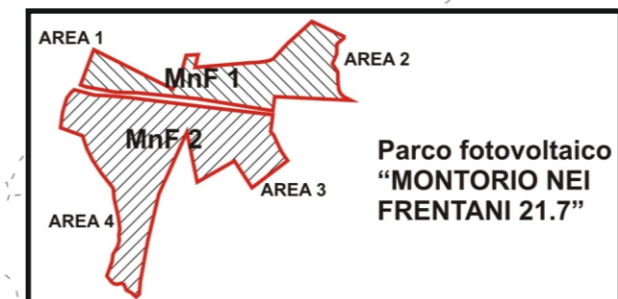 AREA 1
AREA 2
MnF 1
MnF 2
AREA 3
AREA 4
Parco fotovoltaico
“MONTORIO NEI
FRENTANI 21.7”